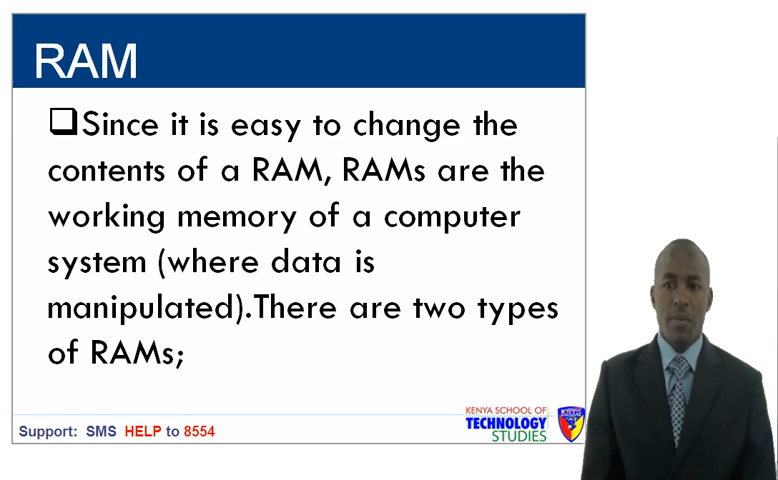 RAM
❑Since it is easy to change the
contents of a RAM, RAMs are the
working memory of a computer
system (where data is
manipulated).There are two types
of RAMs;
Support: SMS HELP to 8554
KENYA SCHOOL OF
TECHNOLOGY
STUDIES